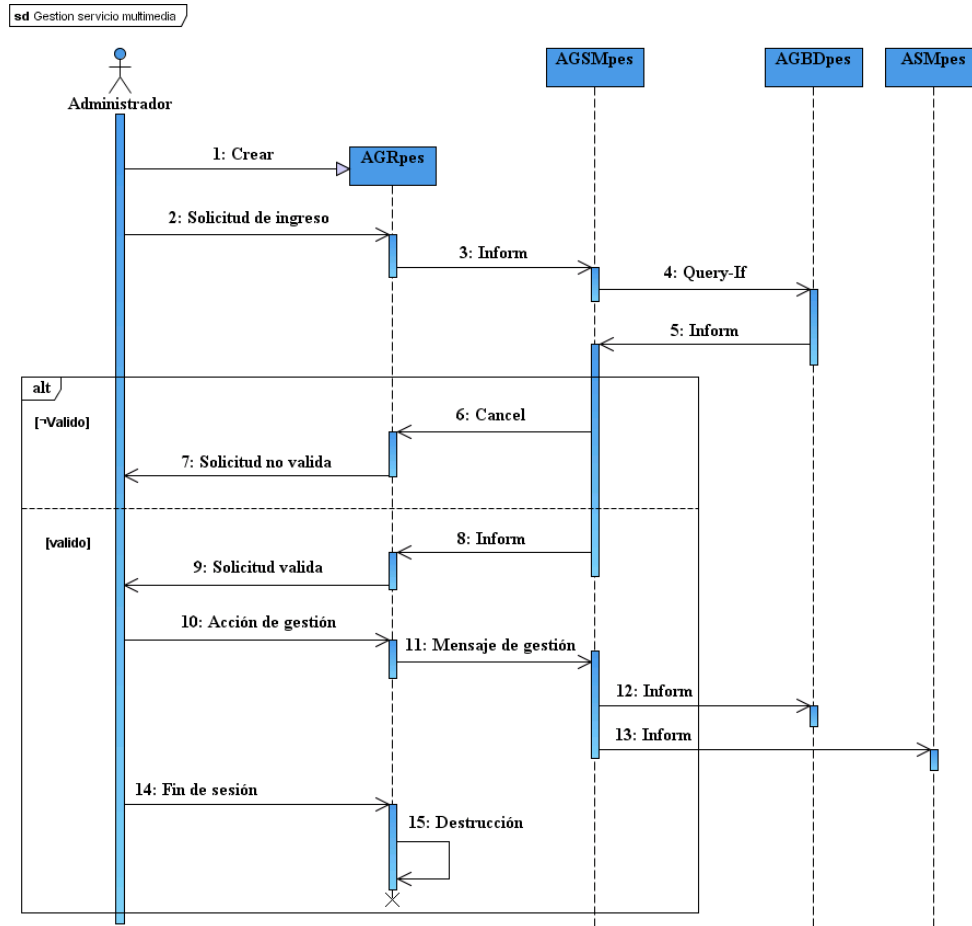 sd Gestion servicio multimedia
AGSMpes
AGBDpes
ASMpes
Administrador
1: Crear
AGRpes
2: Solicitud de ingreso
3: Inform
4: Query-If
5: Inform
alt
[¬Valido]
6: Cancel
7: Solicitud no valida
[valido]
8: Inform
9: Solicitud valida
10: Acción de gestión
11: Mensaje de gestión
12: Inform
13: Inform
14: Fin de sesión
15: Destrucción